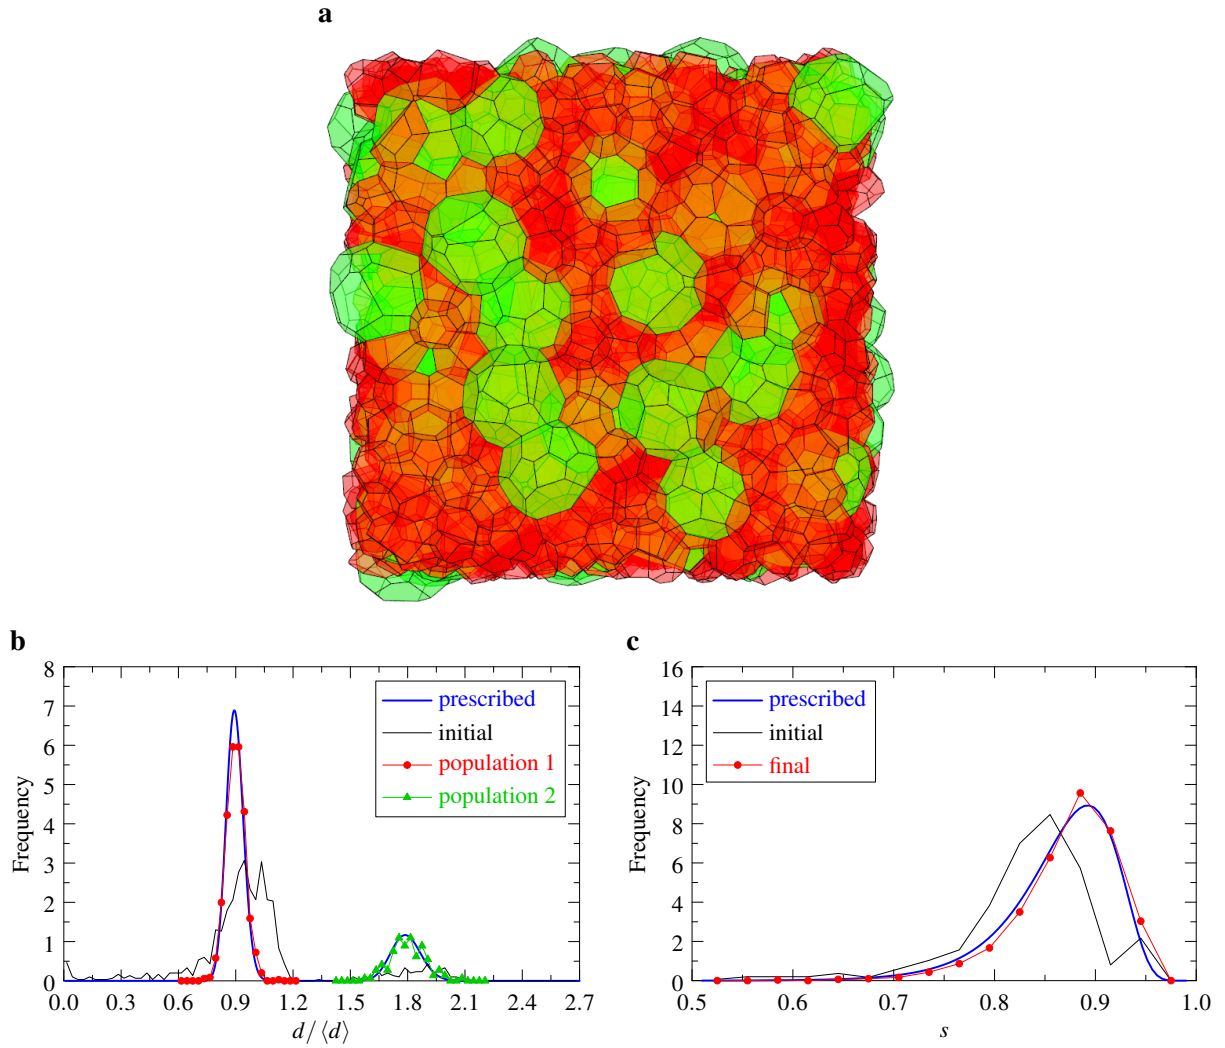 a
b
8
7
6
5
4
3
2
1
0
Frequency
prescribed
initial
population 1
population 2
0.0 0.3 0.6 0.9 1.2 1.5 1.8 2.1 2.4 2.7
d/⟨d⟩
c
16
14
12
10
8
6
4
2
0
Frequency
prescribed
initial
final
0.5 0.6 0.7 0.8 0.9 1.0
s